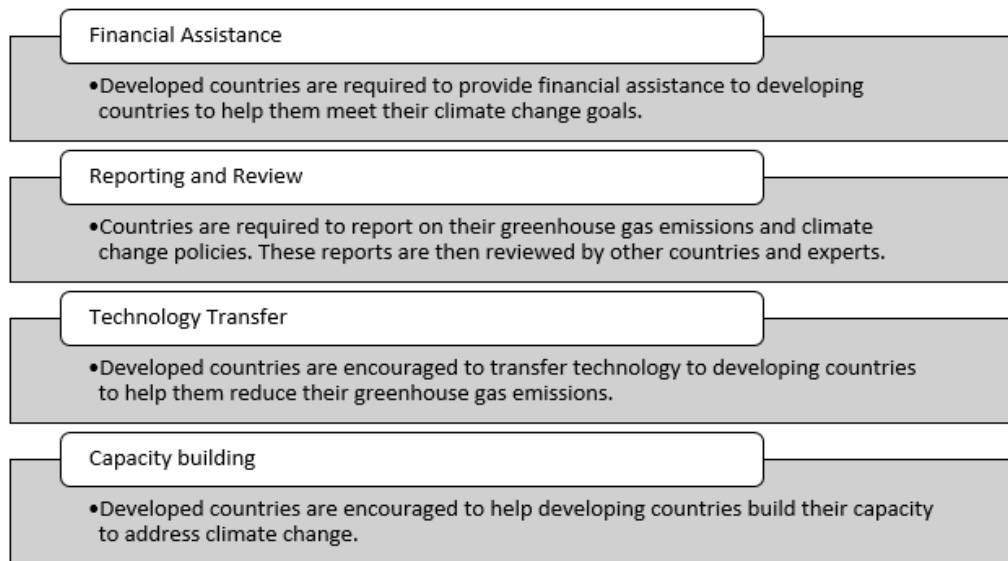 Financial Assistance
•Developed countries are required to provide financial assistance to developing
countries to help them meet their climate change goals.
Reporting and Review
•Countries are required to report on their greenhouse gas emissions and climate
change policies. These reports are then reviewed by other countries and experts.
Technology Transfer
•Developed countries are encouraged to transfer technology to developing countries
to help them reduce their greenhouse gas emissions.
Capacity building
•Developed countries are encouraged to help developing countries build their capacity
to address climate change.